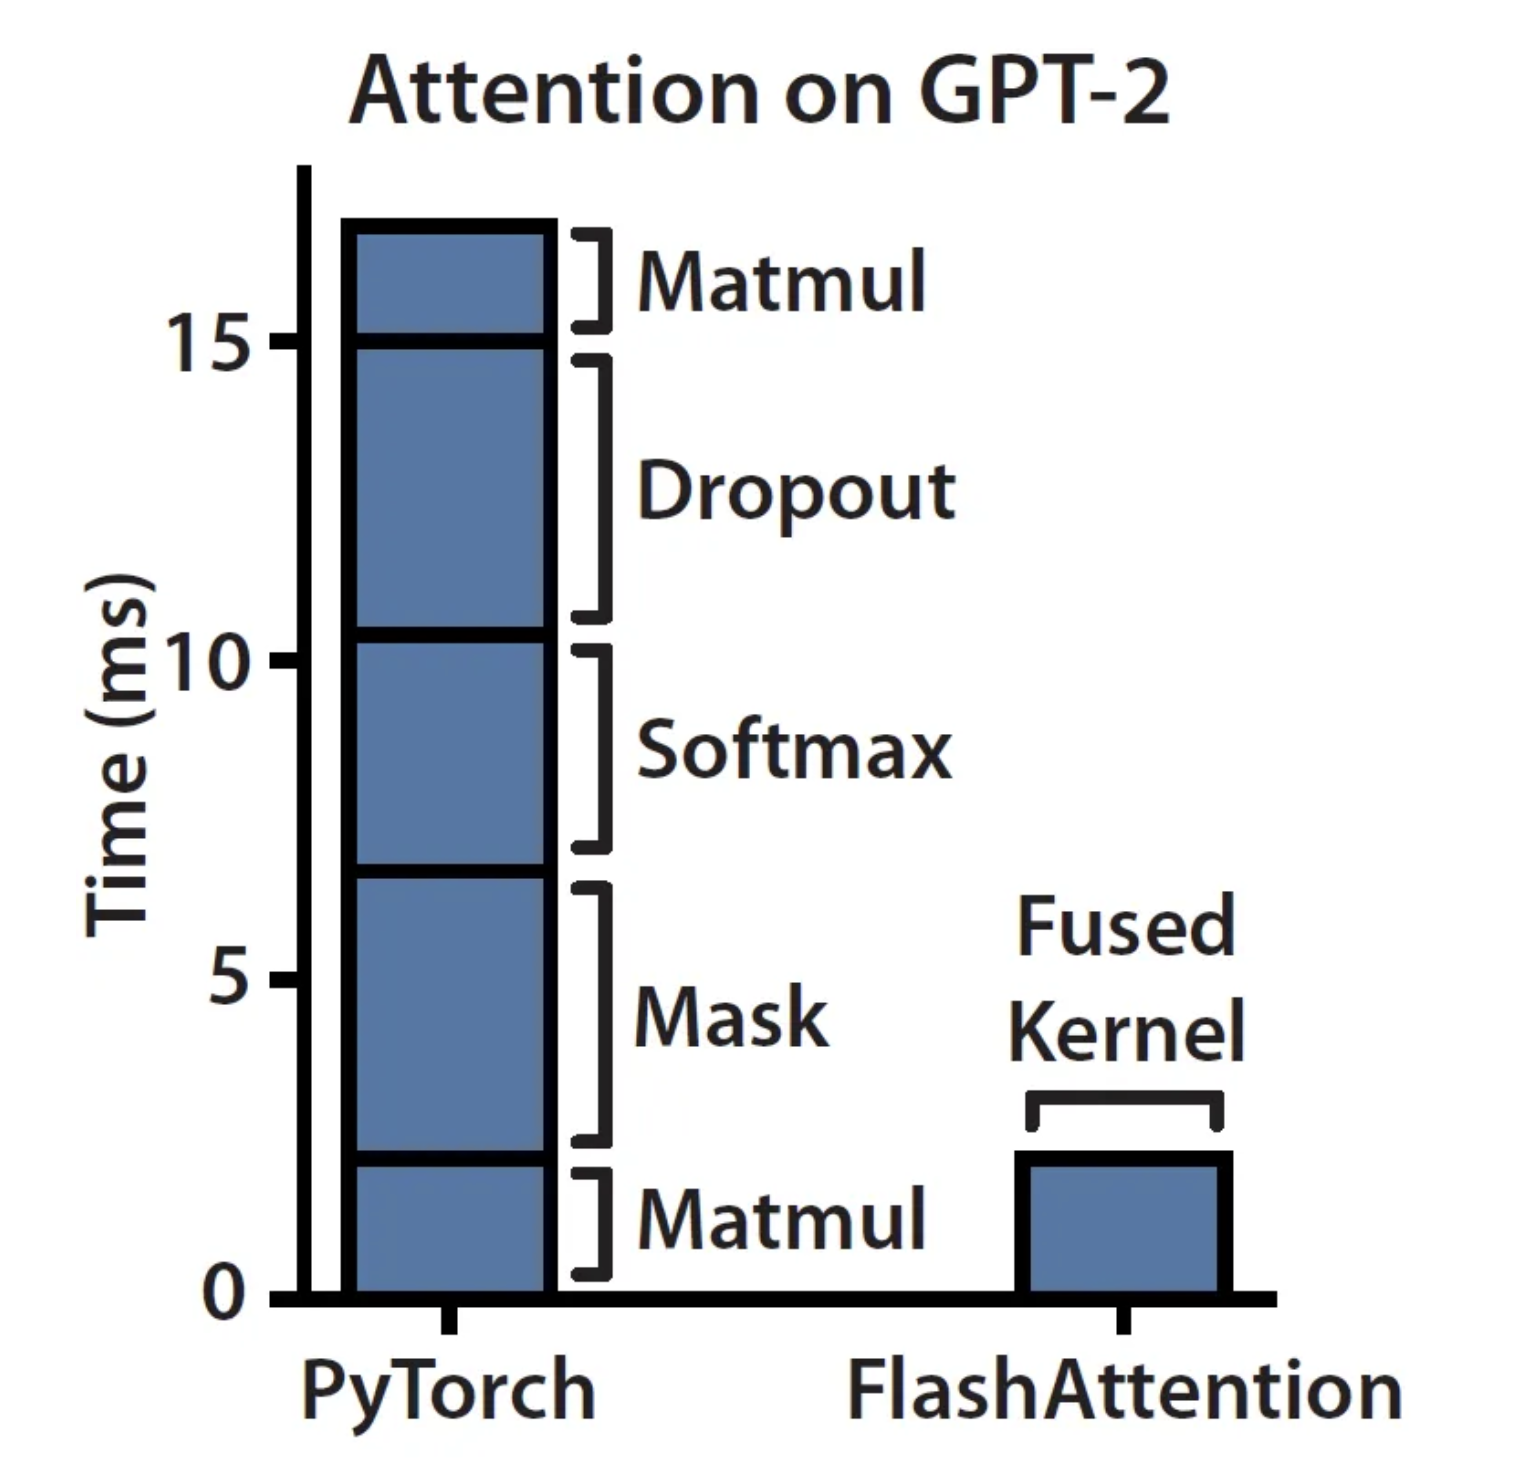 Attention on GPT-2
Time (ms)
15
10
5
0
Matmul
Dropout
Softmax
Mask
Matmul
Fused
Kernel
PyTorch
FlashAttention